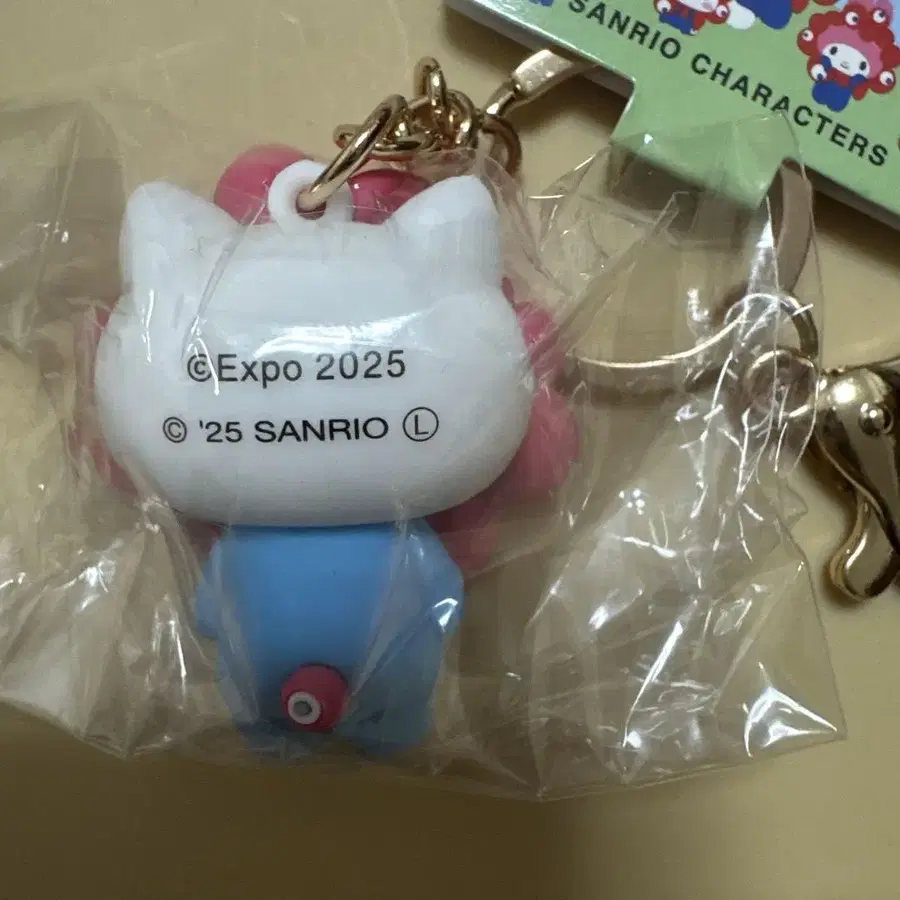 SANRIO CHARACTERS
©Expo 2025
© '25 SANRIO Ⓛ